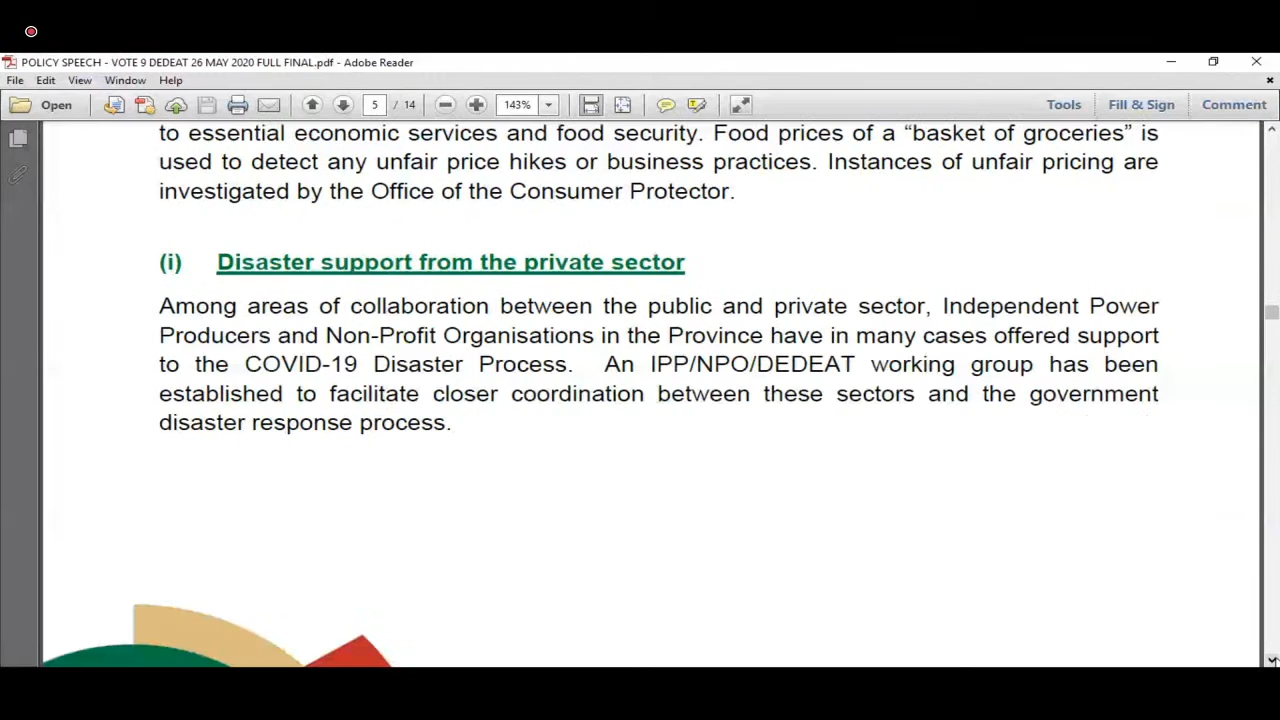 POLICY SPEECH - VOTE 9 DEDEAT 26 MAY 2020 FULL FINAL.pdf - Adobe Reader
File Edit View Window Help
Open 5 / 14 143% Tools Fill & Sign Comment
to essential economic services and food security. Food prices of a “basket of groceries” is
used to detect any unfair price hikes or business practices. Instances of unfair pricing are
investigated by the Office of the Consumer Protector.
(i) Disaster support from the private sector
Among areas of collaboration between the public and private sector, Independent Power
Producers and Non-Profit Organisations in the Province have in many cases offered support
to the COVID-19 Disaster Process. An IPP/NPO/DEDEAT working group has been
established to facilitate closer coordination between these sectors and the government
disaster response process.